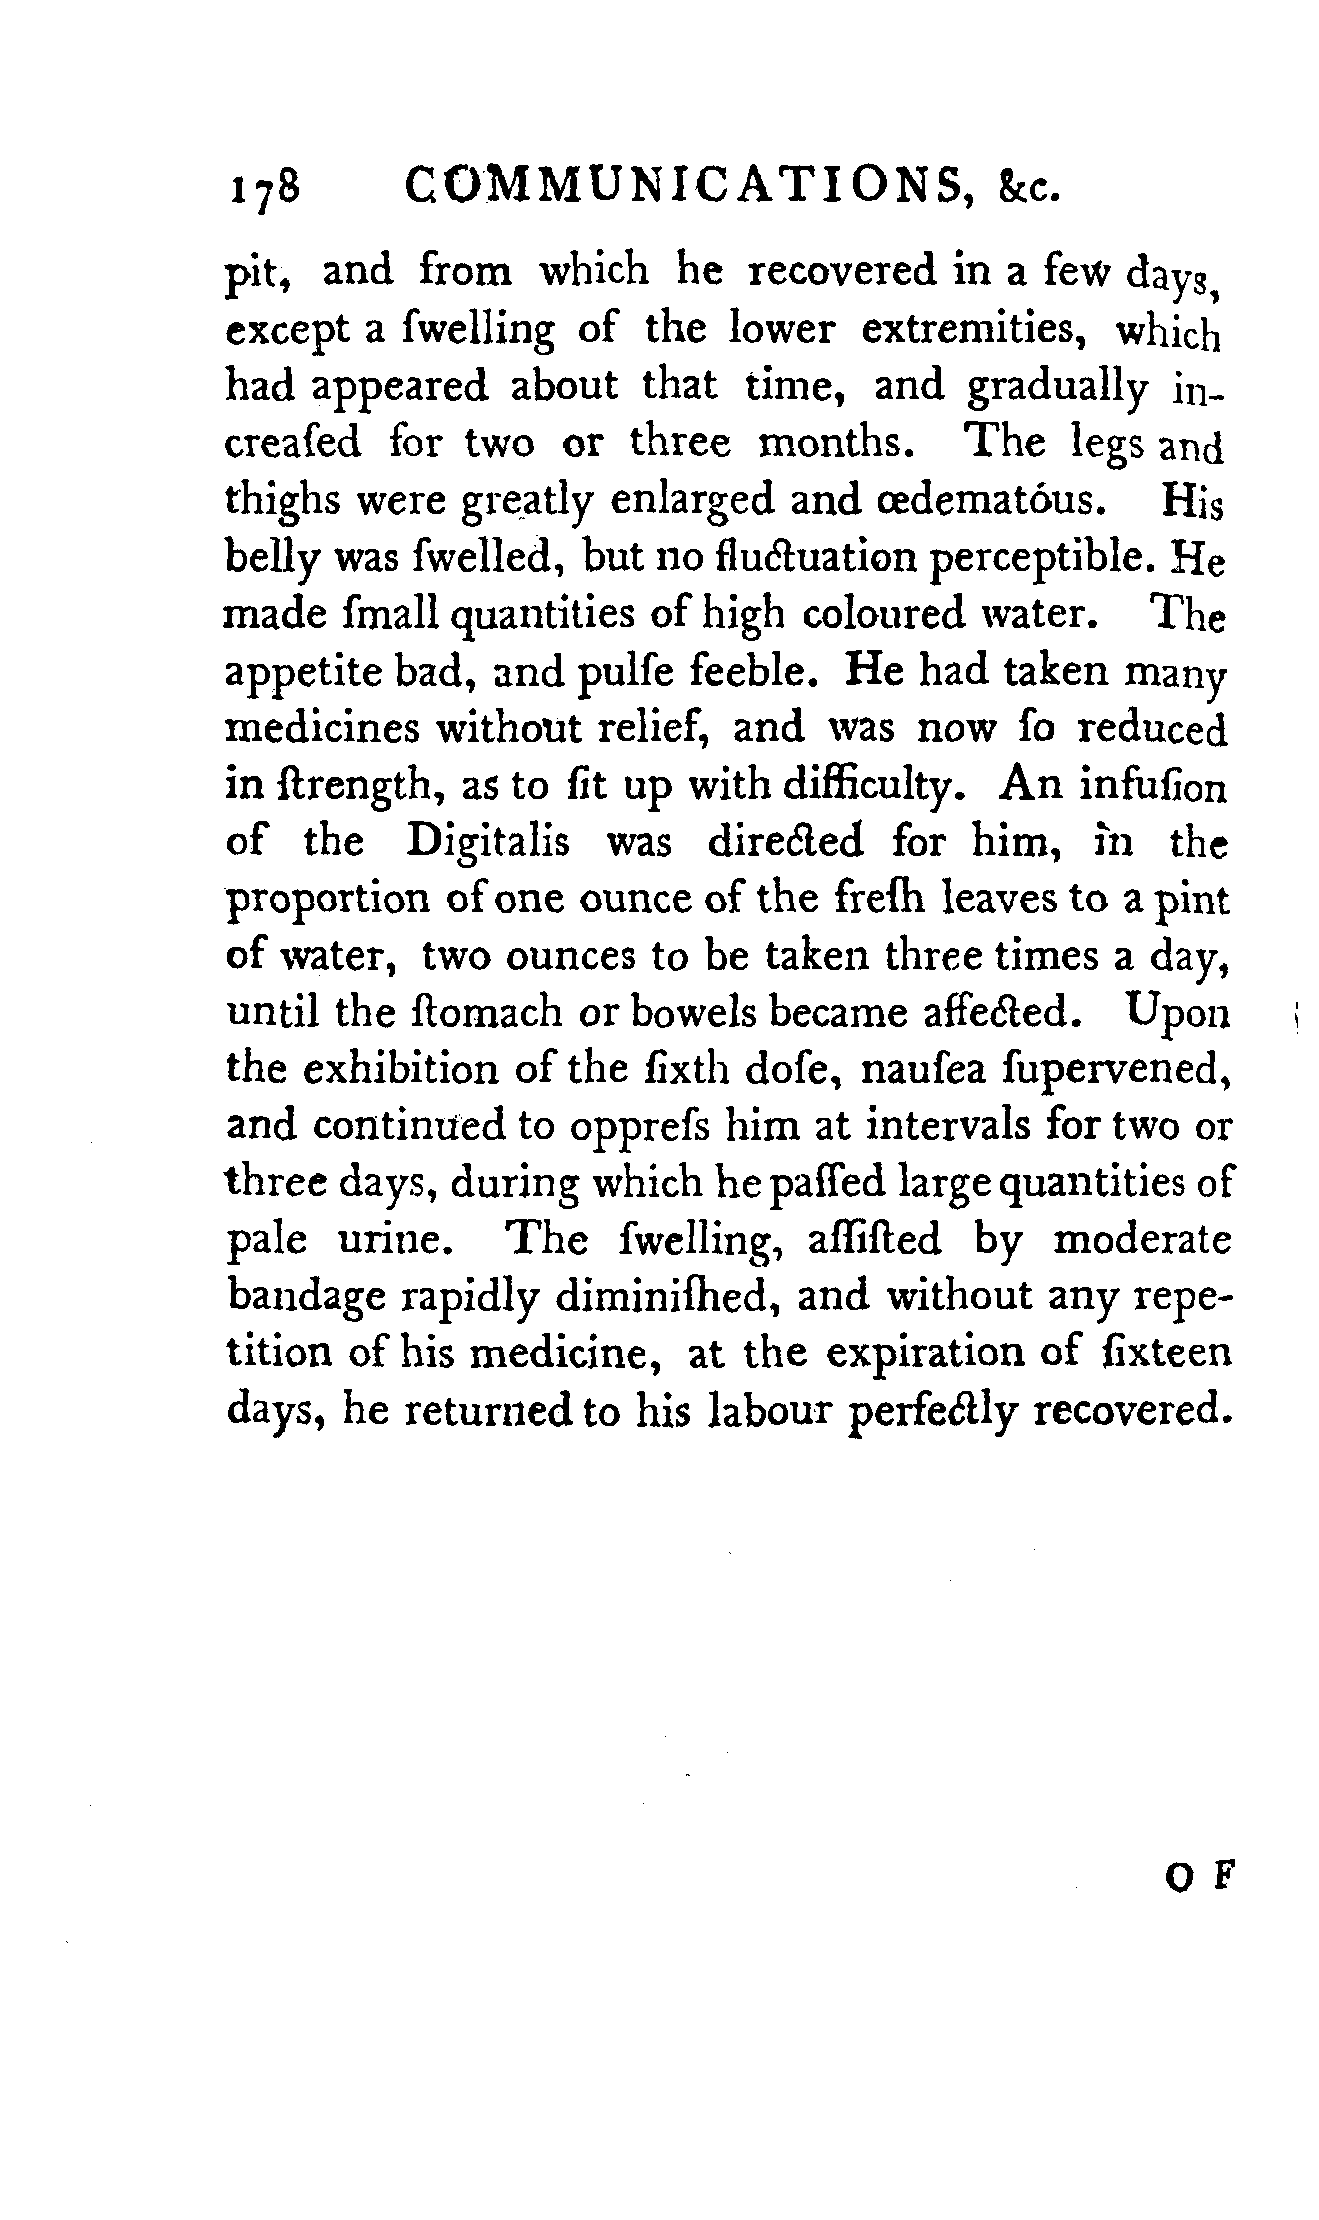 178 COMMUNICATIONS, &c.
pit, and from which he recovered in a few days,
except a ſwelling of the lower extremities, which
had appeared about that time, and gradually in-
creaſed for two or three months. The legs and
thighs were greatly enlarged and œdematóus. His
belly was ſwelled, but no fluctuation perceptible. He
made ſmall quantities of high coloured water. The
appetite bad, and pulſe feeble. He had taken many
medicines without relief, and was now ſo reduced
in ſtrength, as to ſit up with difficulty. An infuſion
of the Digitalis was directed for him, in the
proportion of one ounce of the freſh leaves to a pint
of water, two ounces to be taken three times a day,
until the ſtomach or bowels became affected. Upon
the exhibition of the ſixth doſe, nauſea ſupervened,
and continued to oppreſs him at intervals for two or
three days, during which he paſſed large quantities of
pale urine. The ſwelling, aſſiſted by moderate
bandage rapidly diminiſhed, and without any repe-
tition of his medicine, at the expiration of ſixteen
days, he returned to his labour perfectly recovered.
OF